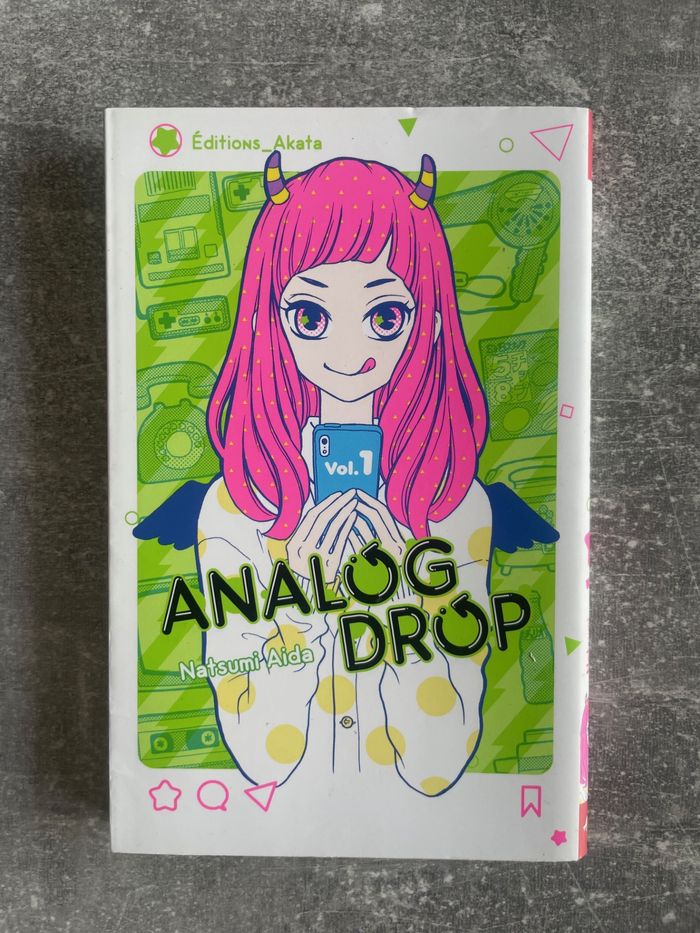 Éditions_Akata
Vol.1
ANALOG
DROP
Natsumi Aida